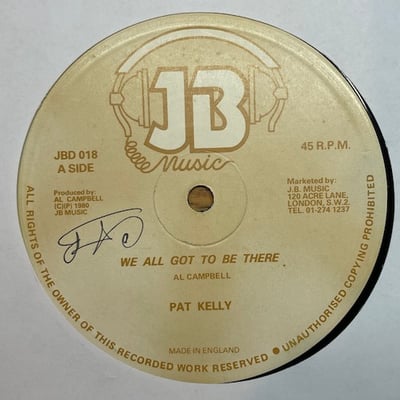 JB
Music
JBD 018
A SIDE
45 R.P.M.
Produced by:
AL CAMPBELL
(C)(P) 1980
JB MUSIC
Marketed by:
J.B. MUSIC
120 ACRE LANE,
LONDON, S.W.2.
TEL. 01-274 1237
WE ALL GOT TO BE THERE
AL CAMPBELL
PAT KELLY
MADE IN ENGLAND
ALL RIGHTS OF THE OWNER OF THIS RECORDED WORK RESERVED ● UNAUTHORISED COPYING PROHIBITED